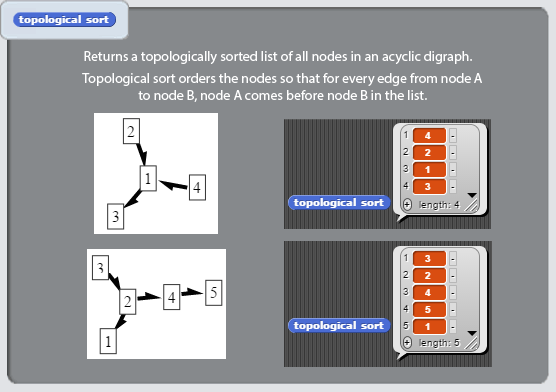 topological sort
Returns a topologically sorted list of all nodes in an acyclic digraph.
Topological sort orders the nodes so that for every edge from node A
to node B, node A comes before node B in the list.
2
1
4
3
topological sort
1 4 -
2 2 -
3 1 -
4 3 -
+ length: 4
3
2
4
5
1
topological sort
1 3 -
2 2 -
3 4 -
4 5 -
5 1 -
+ length: 5